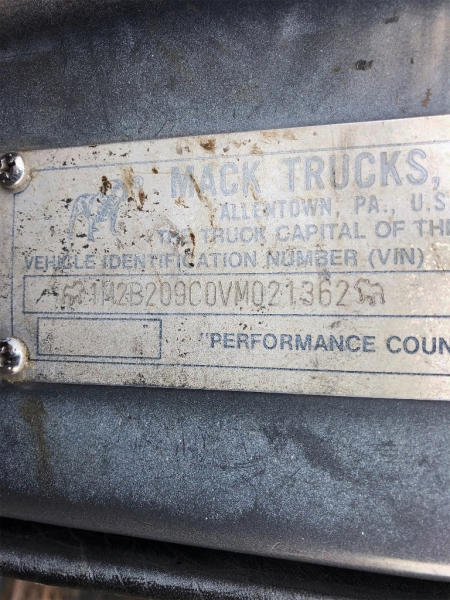 MACK TRUCKS,
ALLENTOWN, PA., U.S
THE TRUCK CAPITAL OF THE
VEHICLE IDENTIFICATION NUMBER (VIN)
1M2B209C0VM021362
"PERFORMANCE COUN